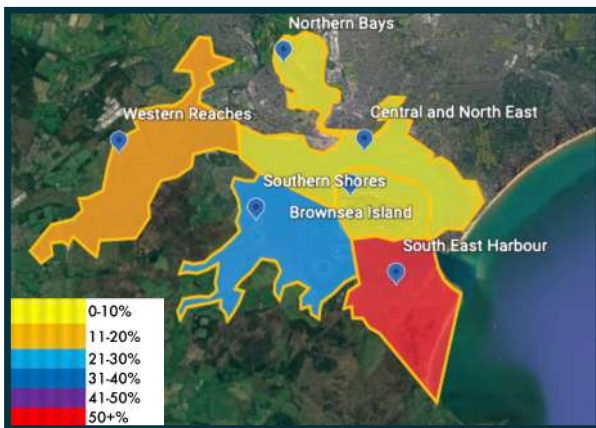 Northern Bays
Western Reaches
Central and North East
Southern Shores
Brownsea Island
South East Harbour
0-10%
11-20%
21-30%
31-40%
41-50%
50+%